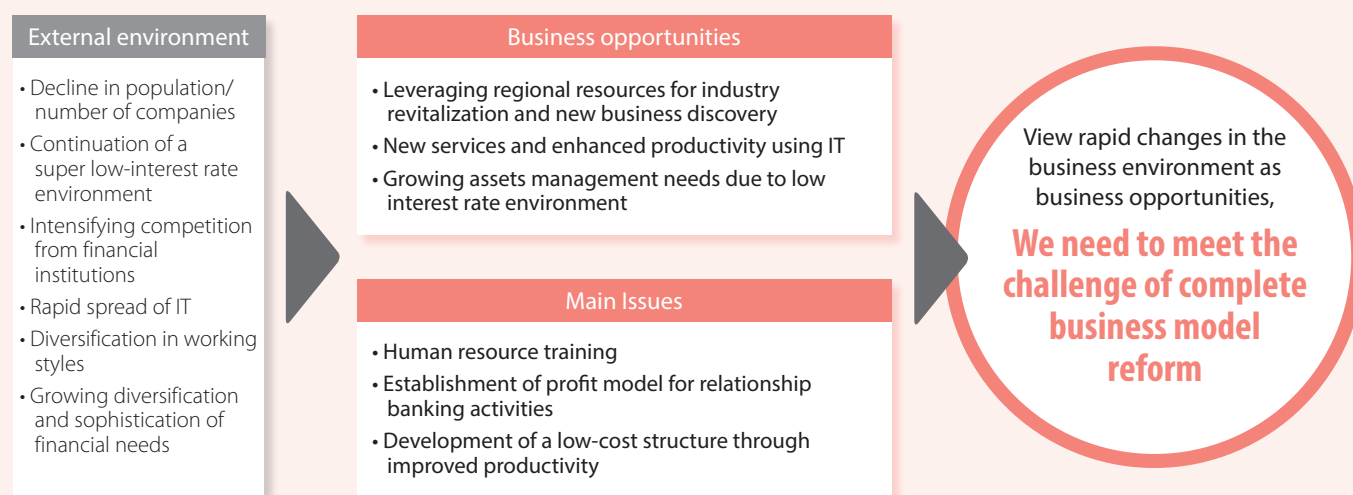 External environment
• Decline in population/
number of companies
• Continuation of a
super low-interest rate
environment
• Intensifying competition
from financial
institutions
• Rapid spread of IT
• Diversification in working
styles
• Growing diversification
and sophistication of
financial needs
Business opportunities
• Leveraging regional resources for industry
revitalization and new business discovery
• New services and enhanced productivity using IT
• Growing assets management needs due to low
interest rate environment
Main Issues
• Human resource training
• Establishment of profit model for relationship
banking activities
• Development of a low-cost structure through
improved productivity
View rapid changes in the
business environment as
business opportunities,
We need to meet the
challenge of complete
business model
reform